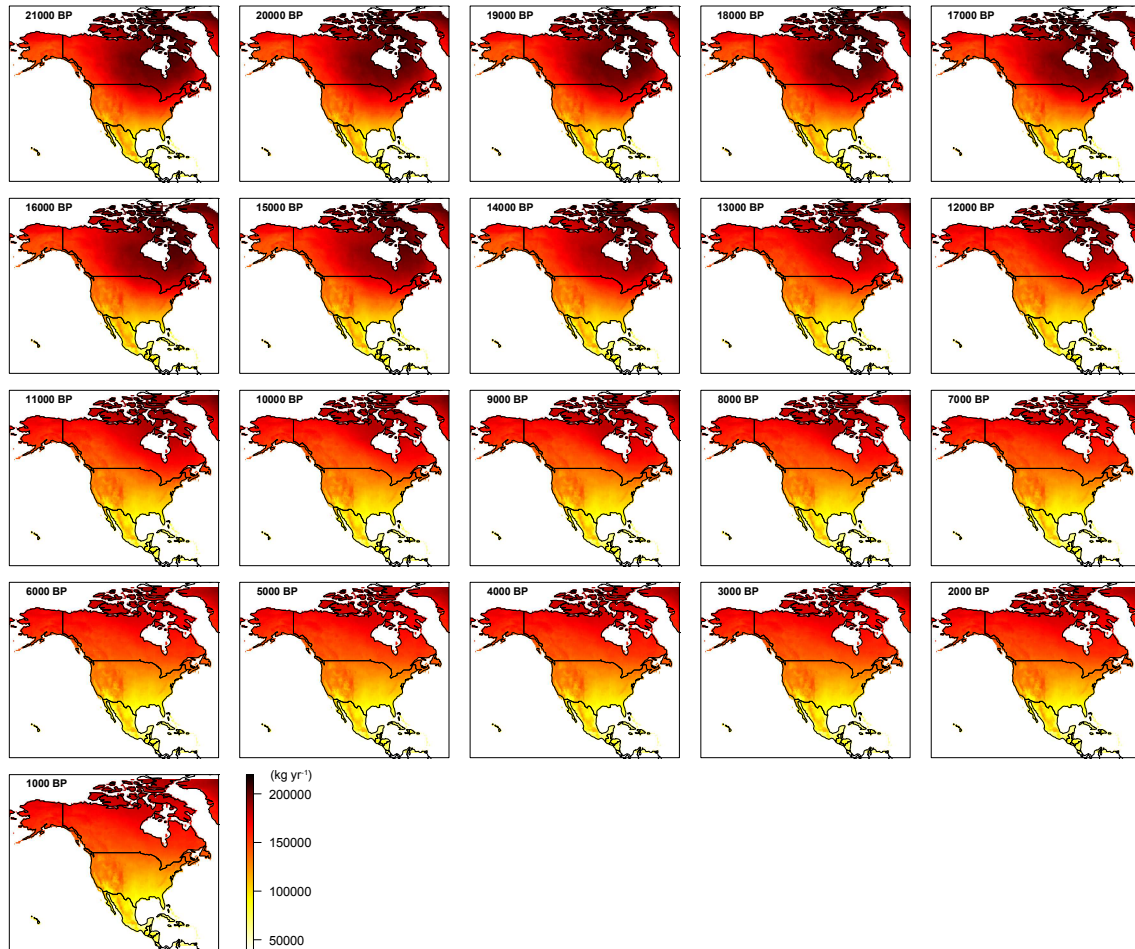 21000 BP
20000 BP
19000 BP
18000 BP
17000 BP
16000 BP
15000 BP
14000 BP
13000 BP
12000 BP
11000 BP
10000 BP
9000 BP
8000 BP
7000 BP
6000 BP
5000 BP
4000 BP
3000 BP
2000 BP
1000 BP
(kg yr⁻¹)
200000
150000
100000
50000